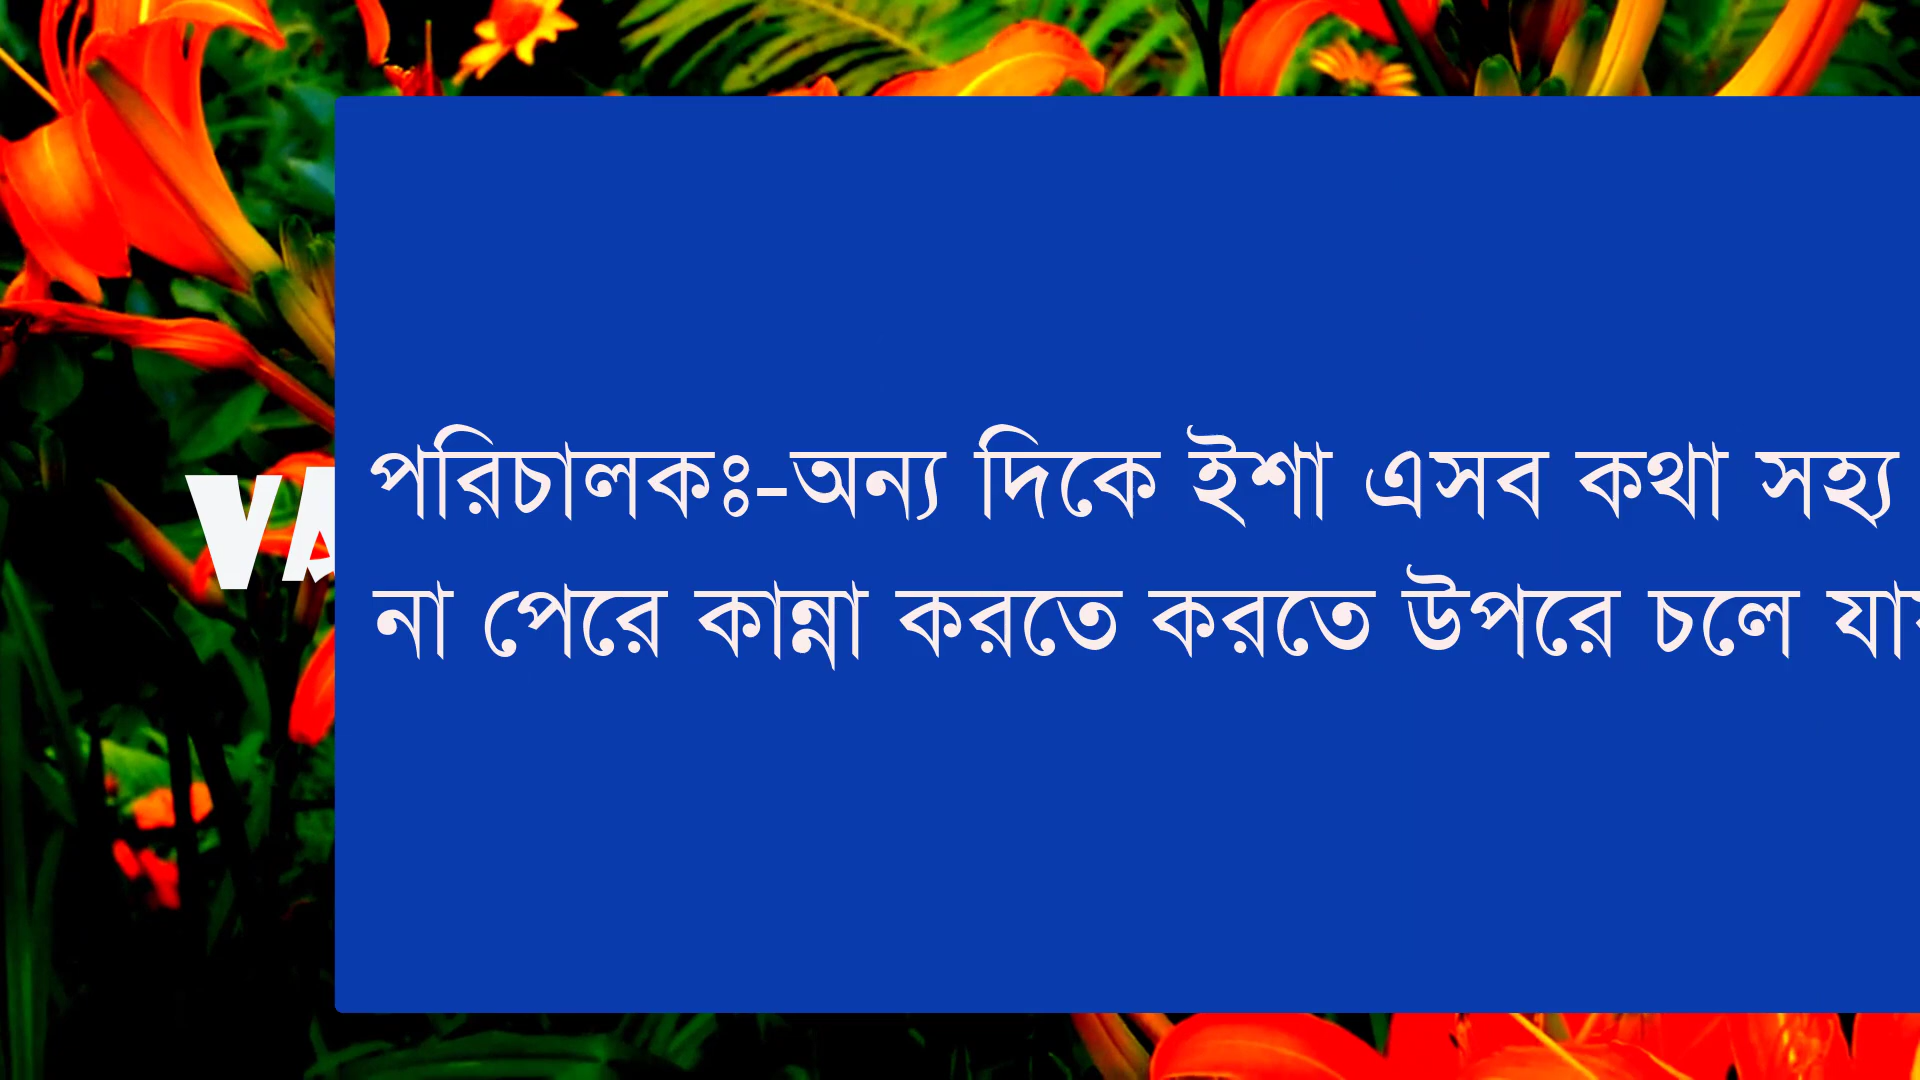 পরিচালকঃ-অন্য দিকে ইশা এসব কথা সহ্য
না পেরে কান্না করতে করতে উপরে চলে